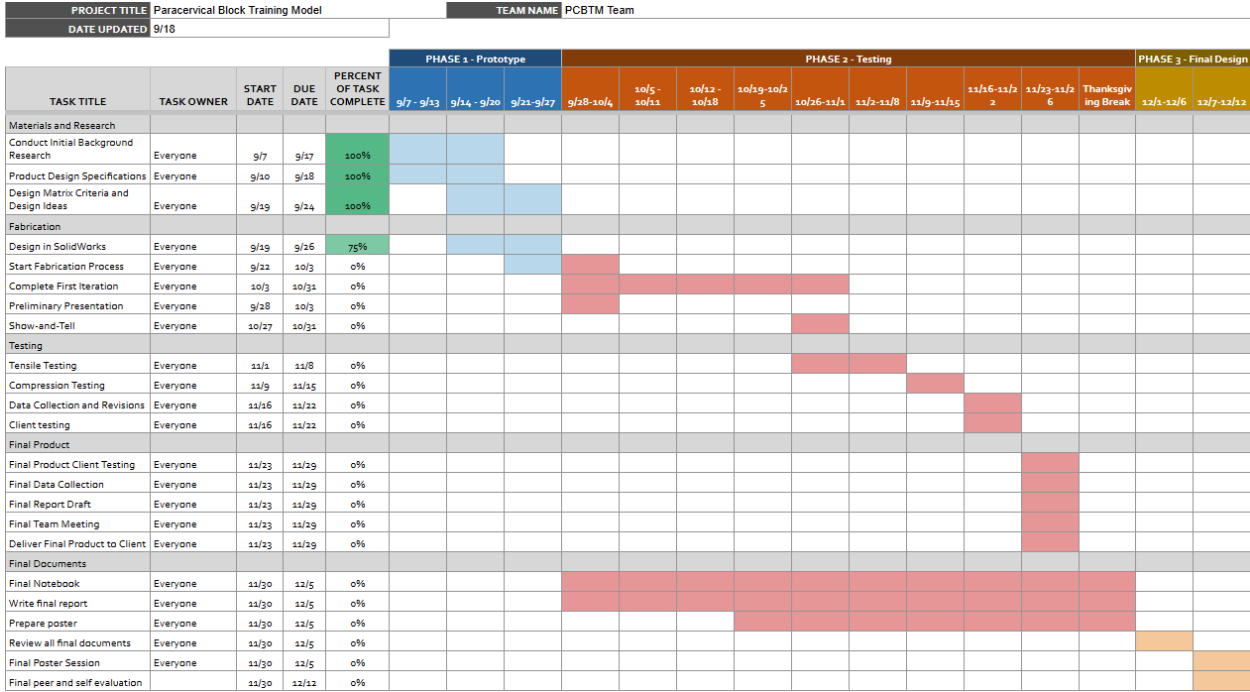 PROJECT TITLE Paracervical Block Training Model TEAM NAME PCBTM Team
DATE UPDATED 9/18
PHASE 1 - Prototype PHASE 2 - Testing PHASE 3 - Final Design
TASK TITLE TASK OWNER START DATE DUE DATE PERCENT OF TASK COMPLETE 9/7 - 9/13 9/14 - 9/20 9/21-9/27 9/28-10/4 10/5 - 10/11 10/12 - 10/18 10/19-10/25 10/26-11/1 11/2-11/8 11/9-11/15 11/16-11/22 11/23-11/26 Thanksgiving Break 12/1-12/6 12/7-12/12
Materials and Research
Conduct Initial Background Research Everyone 9/7 9/17 100%
Product Design Specifications Everyone 9/10 9/18 100%
Design Matrix Criteria and Design Ideas Everyone 9/19 9/24 100%
Fabrication
Design in SolidWorks Everyone 9/19 9/26 75%
Start Fabrication Process Everyone 9/22 10/3 0%
Complete First Iteration Everyone 10/3 10/31 0%
Preliminary Presentation Everyone 9/28 10/3 0%
Show-and-Tell Everyone 10/27 10/31 0%
Testing
Tensile Testing Everyone 11/1 11/8 0%
Compression Testing Everyone 11/9 11/15 0%
Data Collection and Revisions Everyone 11/16 11/22 0%
Client testing Everyone 11/16 11/22 0%
Final Product
Final Product Client Testing Everyone 11/23 11/29 0%
Final Data Collection Everyone 11/23 11/29 0%
Final Report Draft Everyone 11/23 11/29 0%
Final Team Meeting Everyone 11/23 11/29 0%
Deliver Final Product to Client Everyone 11/23 11/29 0%
Final Documents
Final Notebook Everyone 11/30 12/5 0%
Write final report Everyone 11/30 12/5 0%
Prepare poster Everyone 11/30 12/5 0%
Review all final documents Everyone 11/30 12/5 0%
Final Poster Session Everyone 11/30 12/5 0%
Final peer and self evaluation 11/30 12/12 0%